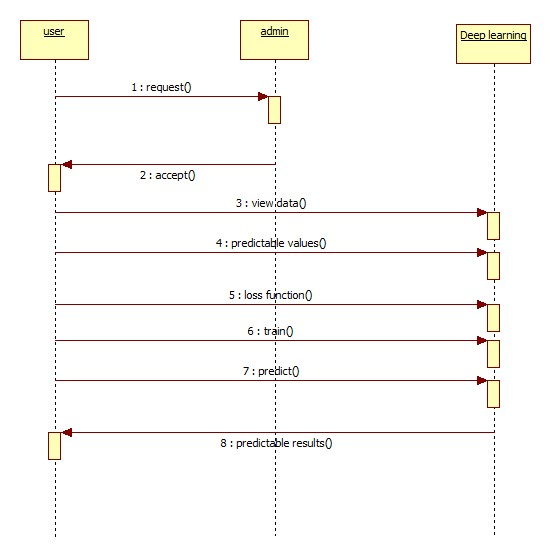 user
admin
Deep learning
1 : request()
2 : accept()
3 : view data()
4 : predictable values()
5 : loss function()
6 : train()
7 : predict()
8 : predictable results()